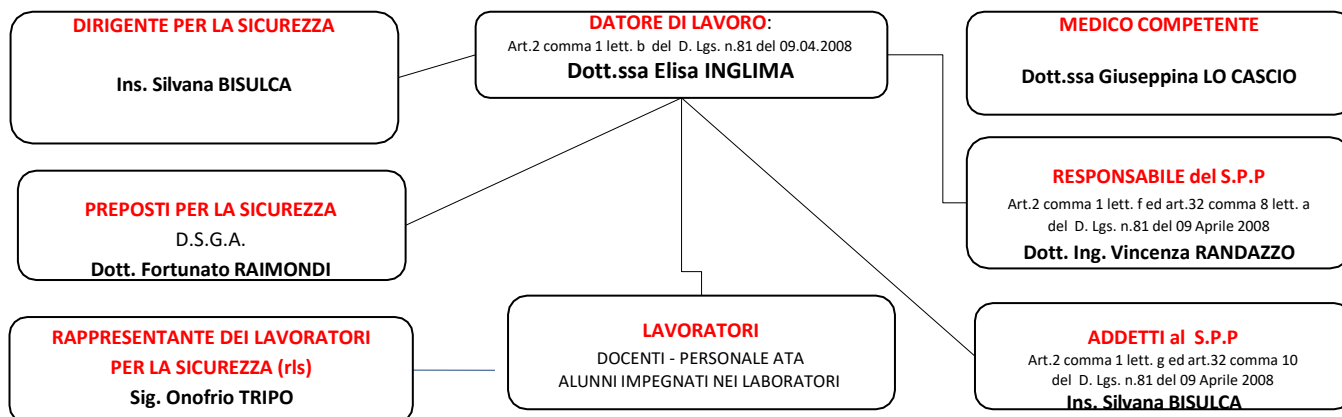 DIRIGENTE PER LA SICUREZZA
Ins. Silvana BISULCA
DATORE DI LAVORO:
Art.2 comma 1 lett. b del D. Lgs. n.81 del 09.04.2008
Dott.ssa Elisa INGLIMA
MEDICO COMPETENTE
Dott.ssa Giuseppina LO CASCIO
PREPOSTI PER LA SICUREZZA
D.S.G.A.
Dott. Fortunato RAIMONDI
RESPONSABILE del S.P.P
Art.2 comma 1 lett. f ed art.32 comma 8 lett. a
del D. Lgs. n.81 del 09 Aprile 2008
Dott. Ing. Vincenza RANDAZZO
RAPPRESENTANTE DEI LAVORATORI
PER LA SICUREZZA (rls)
Sig. Onofrio TRIPO
LAVORATORI
DOCENTI - PERSONALE ATA
ALUNNI IMPEGNATI NEI LABORATORI
ADDETTI al S.P.P
Art.2 comma 1 lett. g ed art.32 comma 10
del D. Lgs. n.81 del 09 Aprile 2008
Ins. Silvana BISULCA